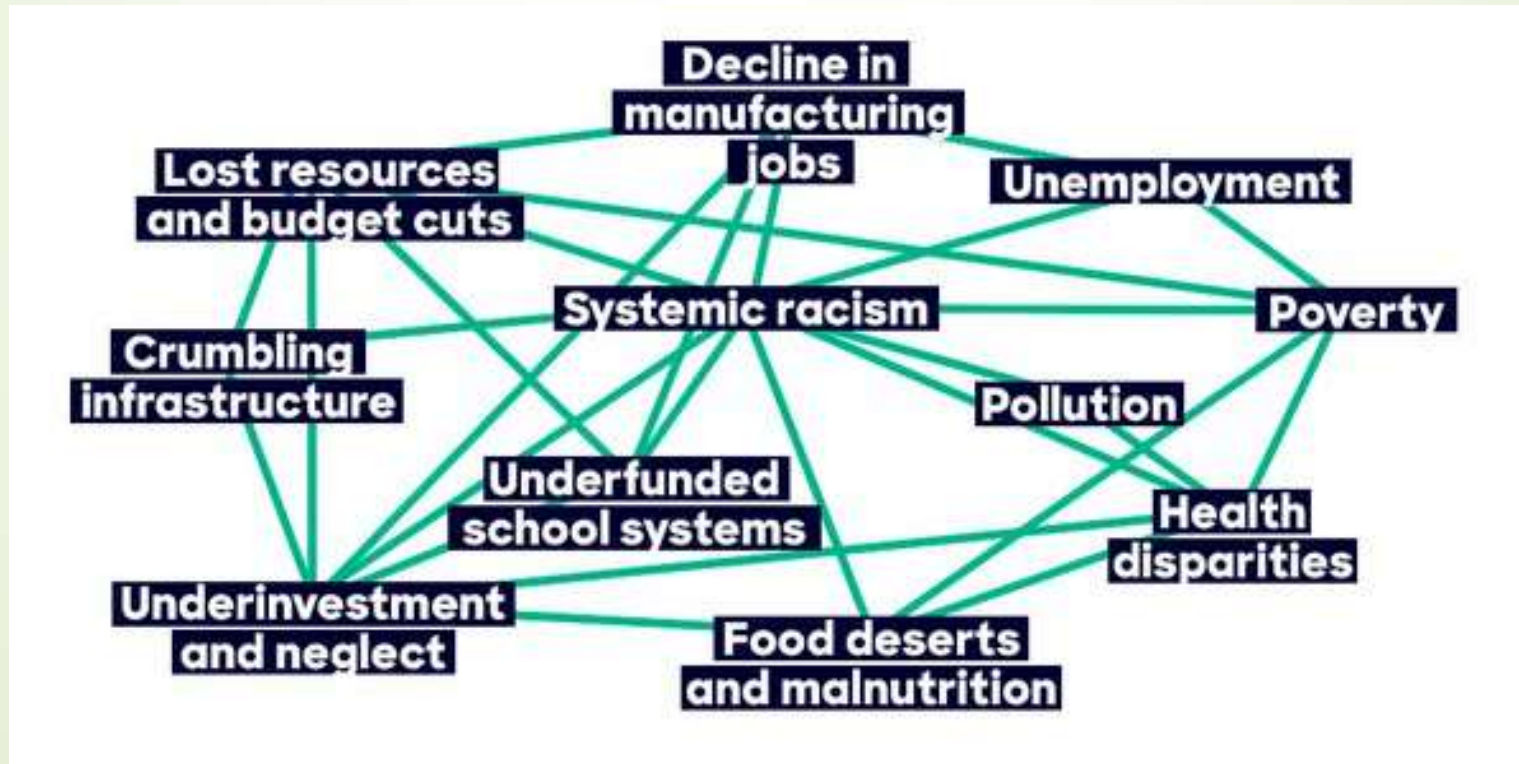 Decline in
manufacturing
jobs
Lost resources
and budget cuts
Unemployment
Systemic racism
Poverty
Crumbling
infrastructure
Pollution
Underfunded
school systems
Health
disparities
Underinvestment
and neglect
Food deserts
and malnutrition